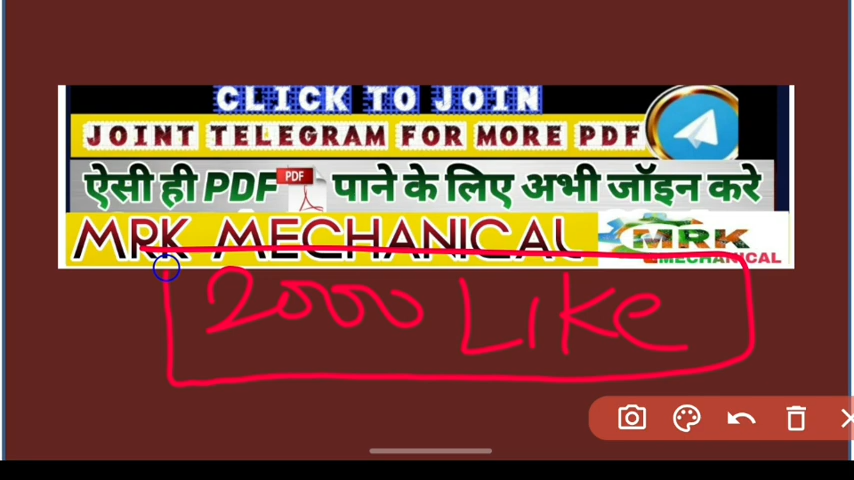 CLICK TO JOIN
JOINT TELEGRAM FOR MORE PDF
ऐसी ही PDF PDF पाने के लिए अभी जॉइन करे
MRK MECHANICAL MRK
MECHANICAL
2000 Like